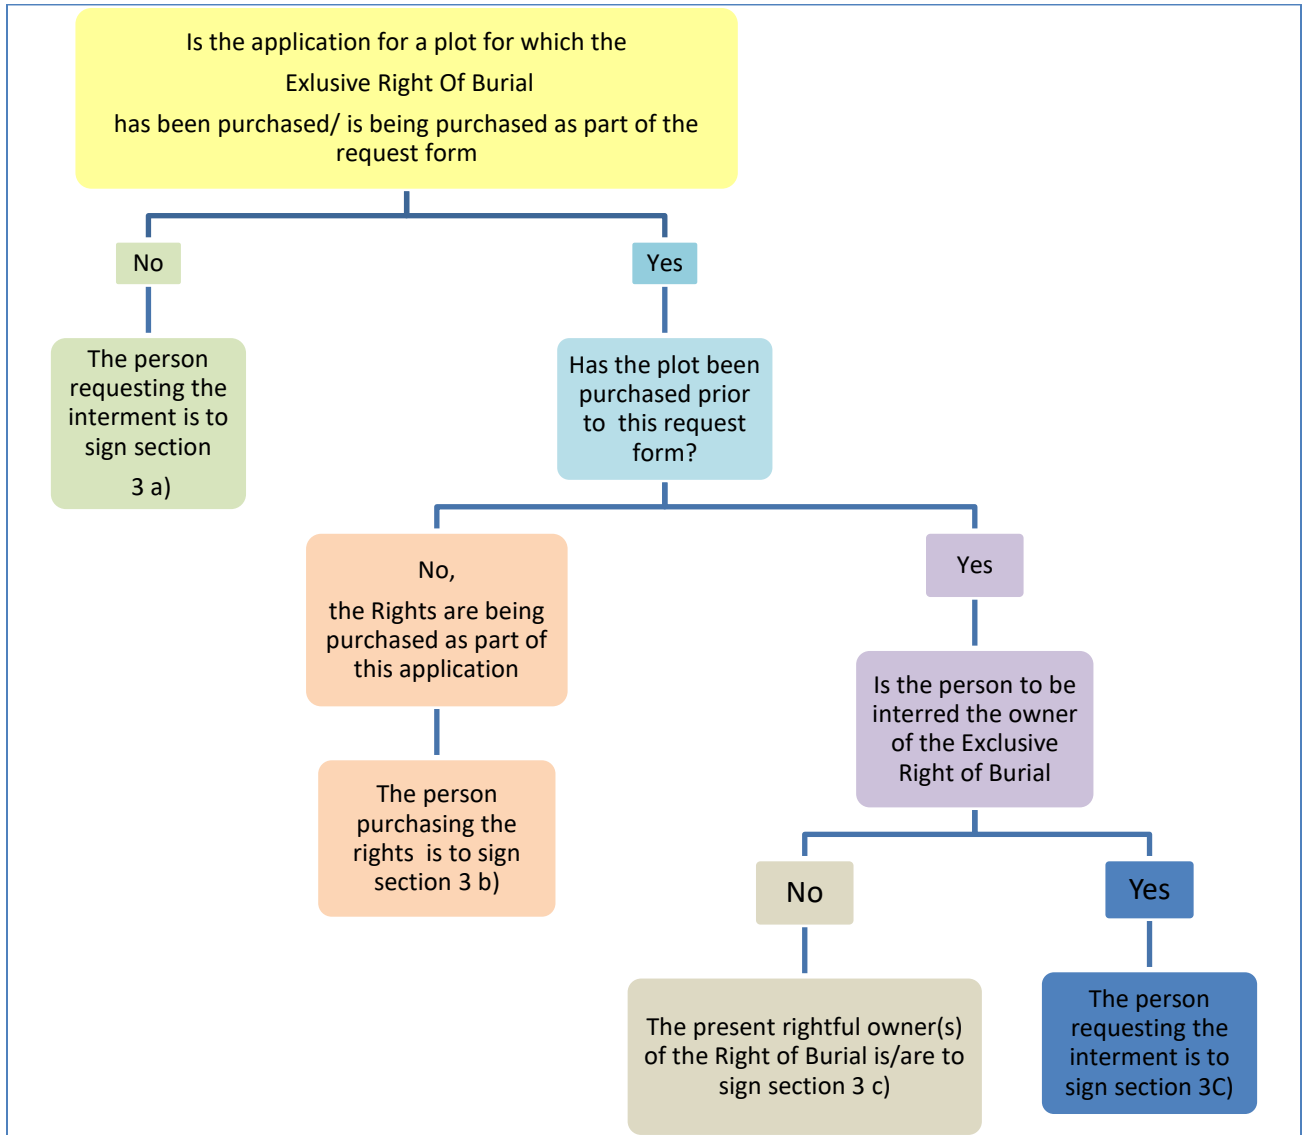 Is the application for a plot for which the
Exlusive Right Of Burial
has been purchased/ is being purchased as part of the
request form
No
Yes
The person
requesting the
interment is to
sign section
3 a)
Has the plot been
purchased prior
to  this request
form?
No,
the Rights are being
purchased as part of
this application
Yes
The person
purchasing the
rights  is to sign
section 3 b)
Is the person to be
interred the owner
of the Exclusive
Right of Burial
No
Yes
The present rightful owner(s)
of the Right of Burial is/are to
sign section 3 c)
The person
requesting the
interment is to
sign section 3C)